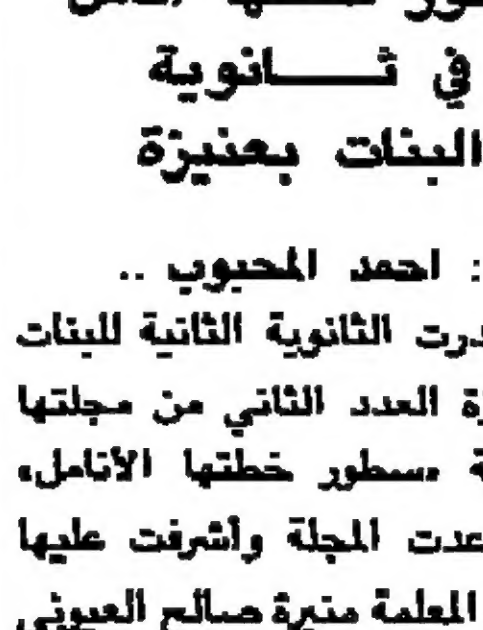 في ثـــانوية
البنات بعنيزة
: احمد المحبوب ..
درت الثانوية الثانية للبنات
ة العدد الثاني من مجلتها
ة «سطور خطتها الأنامل»
عدت المجلة وأشرفت عليها
المعلمة منيرة صالح العيوني